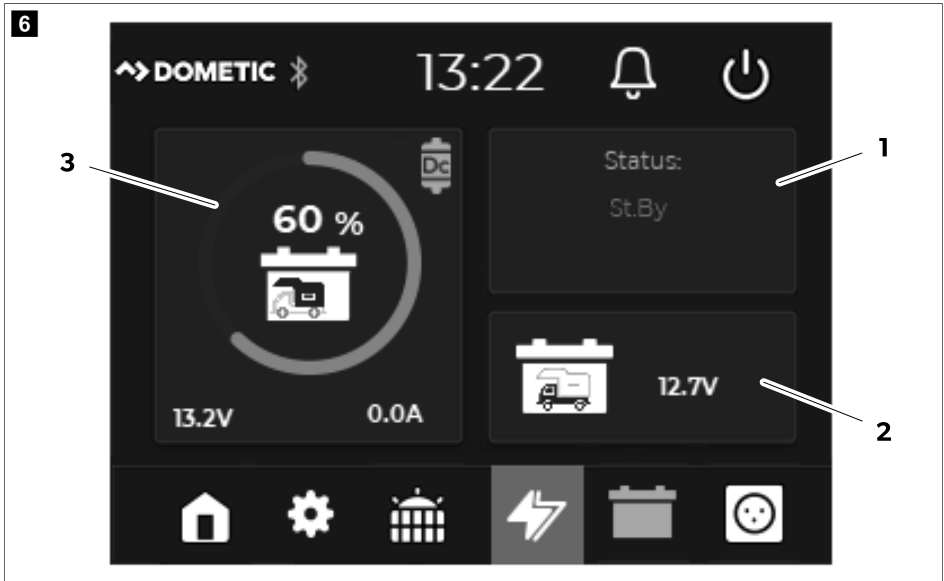 6
DOMETIC
13:22
3
60 %
Dc
13.2V
0.0A
1
Status:
St.By
12.7V
2